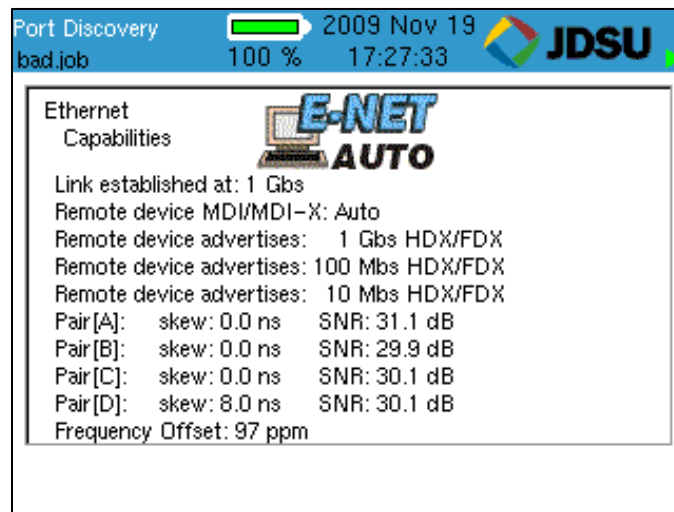 Port Discovery
bad.job
100 %
2009 Nov 19
17:27:33
JDSU
Ethernet
Capabilities
E-NET
AUTO
Link established at: 1 Gbs
Remote device MDI/MDI-X: Auto
Remote device advertises: 1 Gbs HDX/FDX
Remote device advertises: 100 Mbs HDX/FDX
Remote device advertises: 10 Mbs HDX/FDX
Pair[A]: skew: 0.0 ns SNR: 31.1 dB
Pair[B]: skew: 0.0 ns SNR: 29.9 dB
Pair[C]: skew: 0.0 ns SNR: 30.1 dB
Pair[D]: skew: 8.0 ns SNR: 30.1 dB
Frequency Offset: 97 ppm